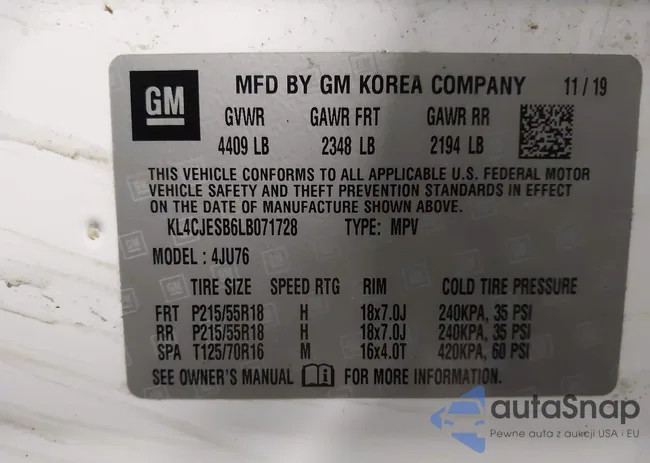 GM
MFD BY GM KOREA COMPANY 11/19
GVWR GAWR FRT GAWR RR
4409 LB 2348 LB 2194 LB
THIS VEHICLE CONFORMS TO ALL APPLICABLE U.S. FEDERAL MOTOR
VEHICLE SAFETY AND THEFT PREVENTION STANDARDS IN EFFECT
ON THE DATE OF MANUFACTURE SHOWN ABOVE.
KL4CJESB6LB071728 TYPE: MPV
MODEL : 4JU76
TIRE SIZE SPEED RTG RIM COLD TIRE PRESSURE
FRT P215/55R18 H 18x7.0J 240KPA, 35 PSI
RR P215/55R18 H 18x7.0J 240KPA, 35 PSI
SPA T125/70R16 M 16x4.0T 420KPA, 60 PSI
SEE OWNER'S MANUAL FOR MORE INFORMATION.
autaSnap
Pewne auta z aukcji USA i EU